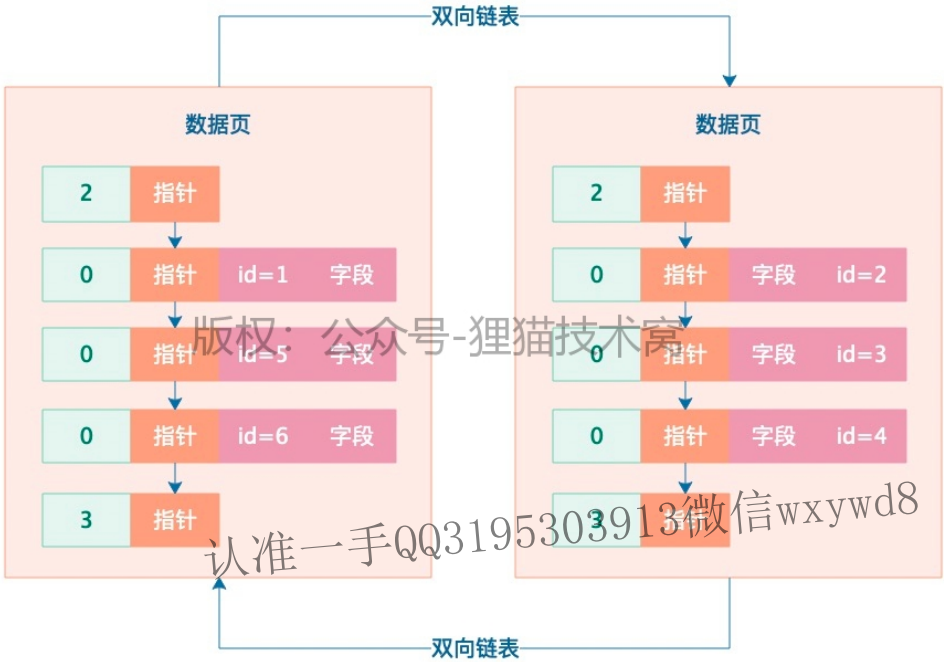 双向链表
数据页
2 指针
0 指针 id=1 字段
0 指针 id=5 字段
0 指针 id=6 字段
3 指针
数据页
2 指针
0 指针 字段 id=2
0 指针 字段 id=3
0 指针 字段 id=4
3 指针
版权：公众号-狸猫技术窝
认准一手QQ3195303913微信wxywd8
双向链表